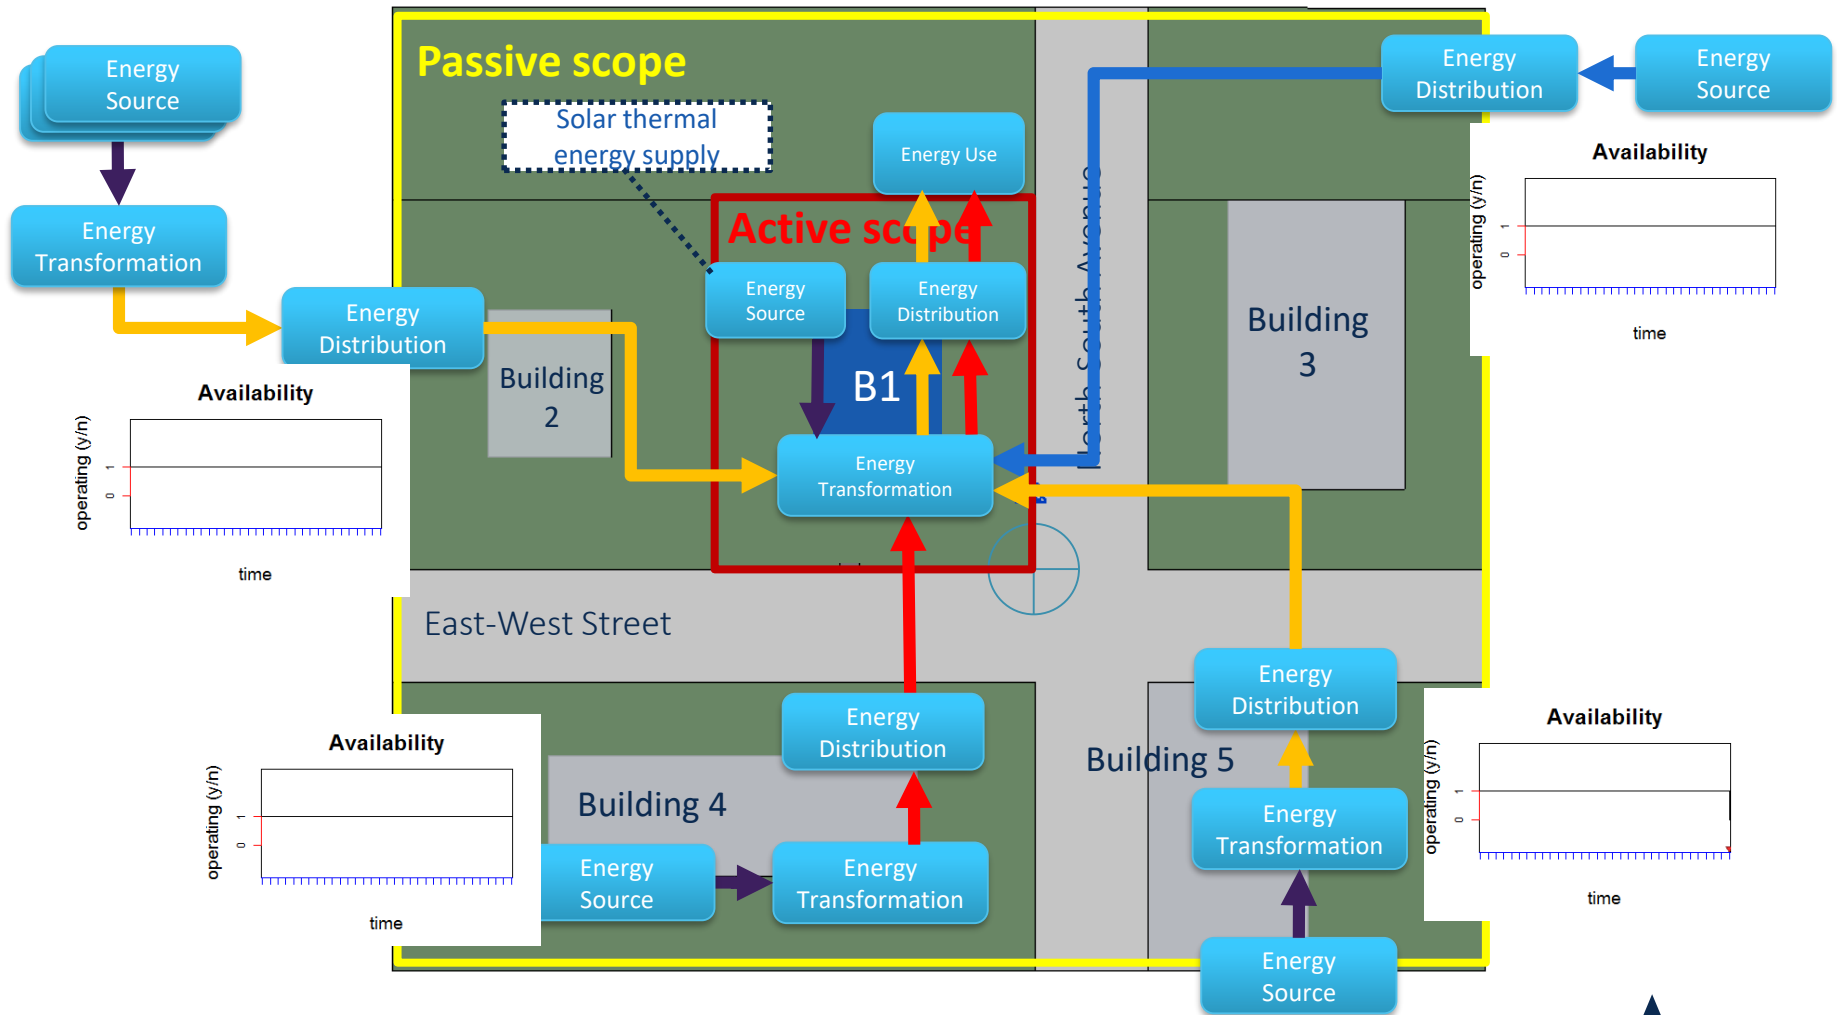 Passive scope
Energy
Source
Energy
Distribution
Energy
Source
Solar thermal
energy supply
Energy Use
Availability
operating (y/n)
1
0
time
Energy
Transformation
Active scope
North South Avenue
Energy
Source
Energy
Distribution
Energy
Distribution
Building
2
B1
Building
3
Availability
operating (y/n)
1
0
time
Energy
Transformation
East-West Street
Energy
Distribution
Energy
Distribution
Availability
operating (y/n)
1
0
time
Building 4
Building 5
Availability
operating (y/n)
1
0
time
Energy
Transformation
Energy
Source
Energy
Transformation
Energy
Source